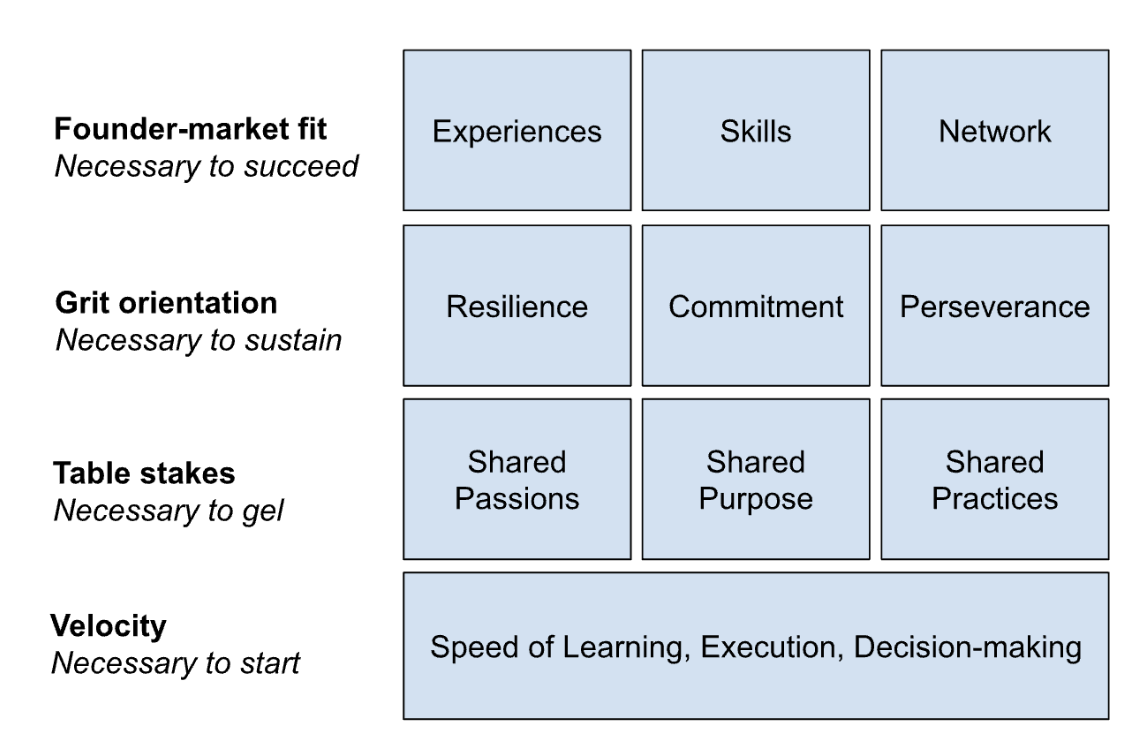 Founder-market fit
Necessary to succeed
Experiences
Skills
Network
Grit orientation
Necessary to sustain
Resilience
Commitment
Perseverance
Table stakes
Necessary to gel
Shared
Passions
Shared
Purpose
Shared
Practices
Velocity
Necessary to start
Speed of Learning, Execution, Decision-making